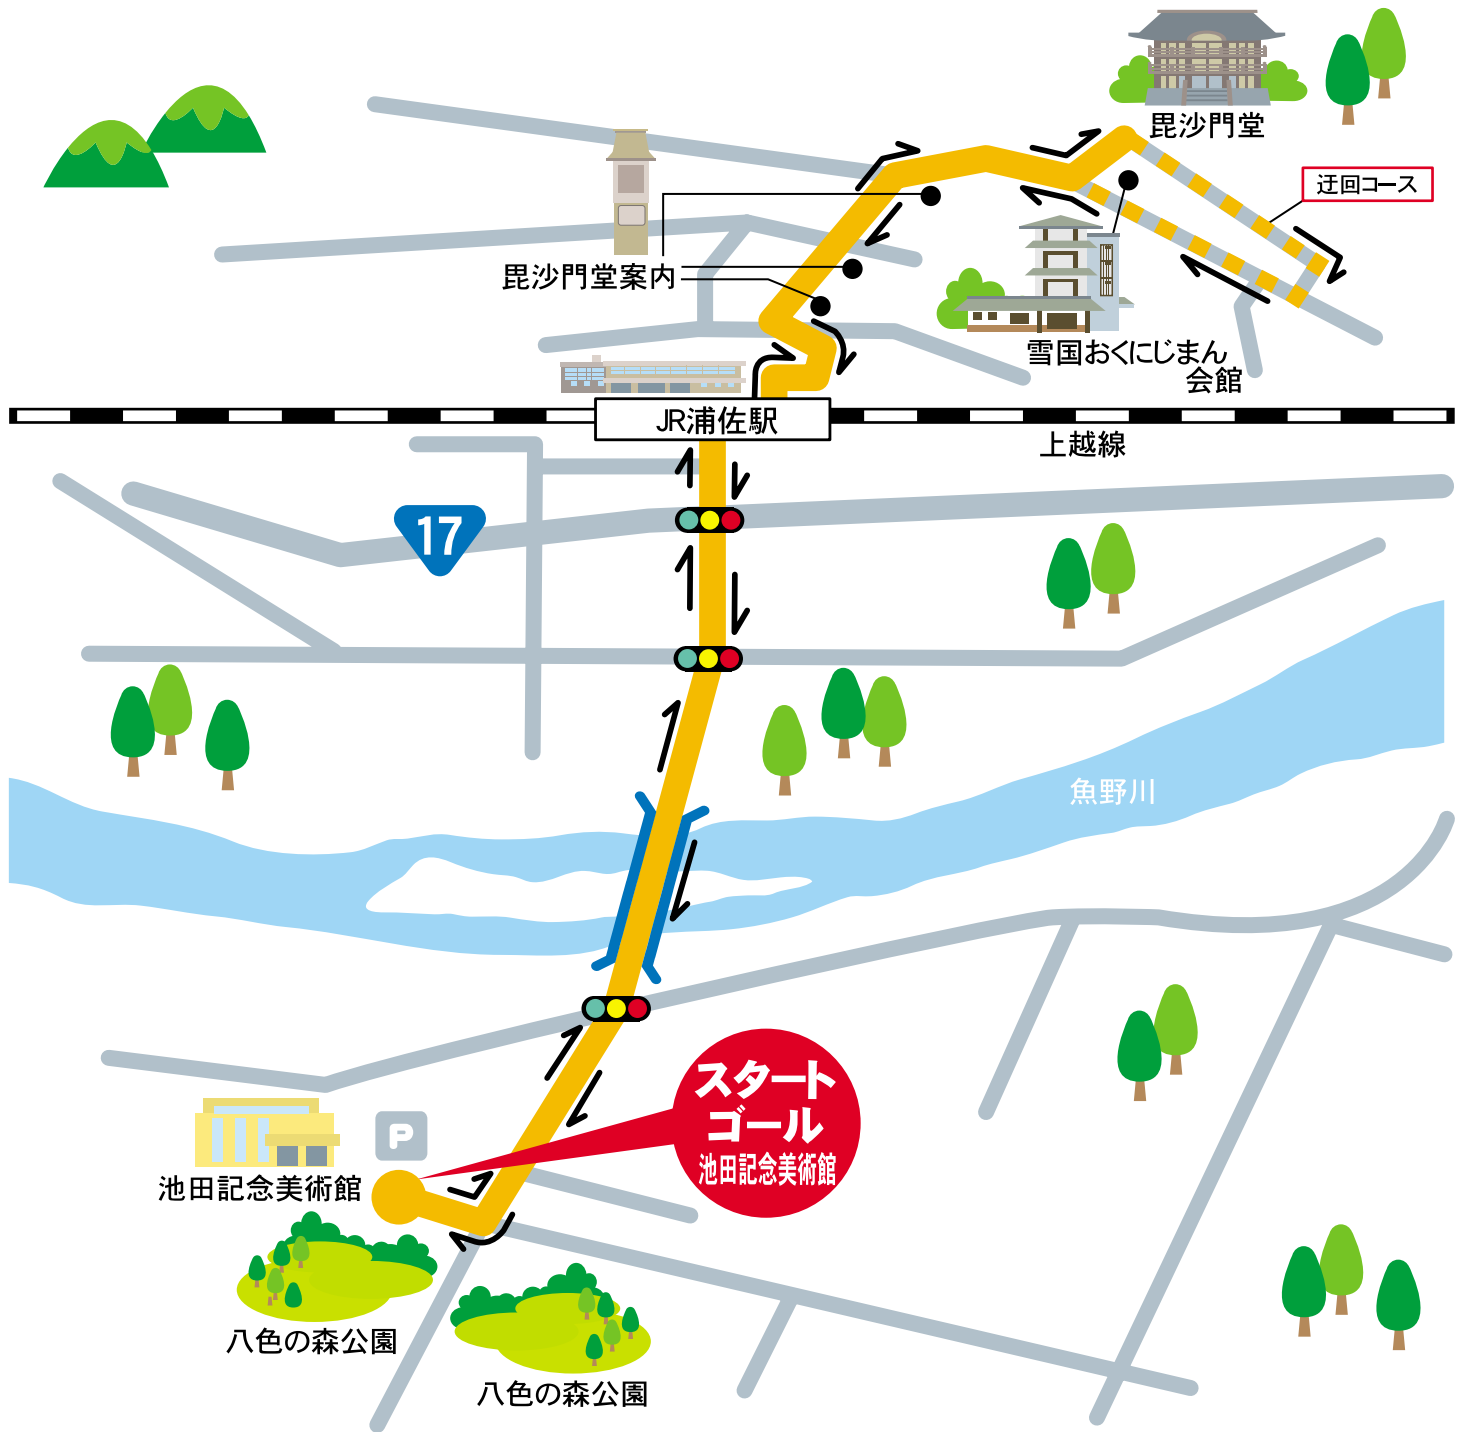 毘沙門堂
迂回コース
毘沙門堂案内
雪国おくにじまん
会館
JR浦佐駅
上越線
17
魚野川
スタート
ゴール
池田記念美術館
P
池田記念美術館
八色の森公園
八色の森公園